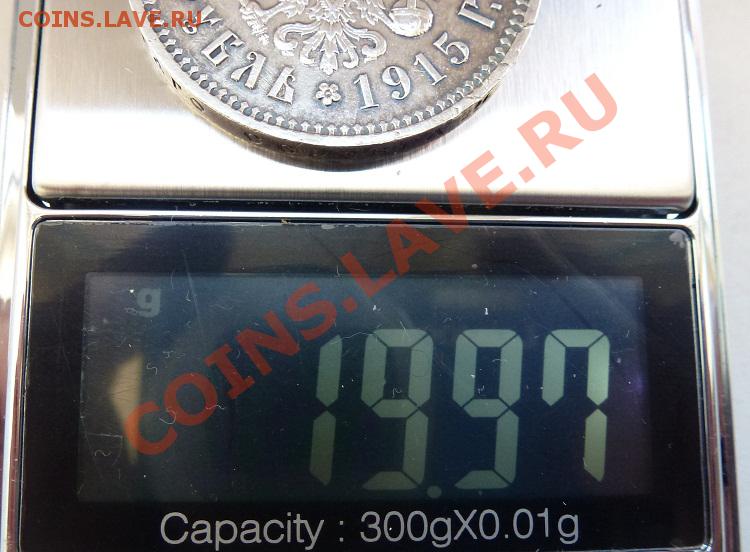 COINS.LAVE.RU
БЛЬ 1915 Г.
COINS.LAVE.RU
g
19.97
Capacity : 300gX0.01g